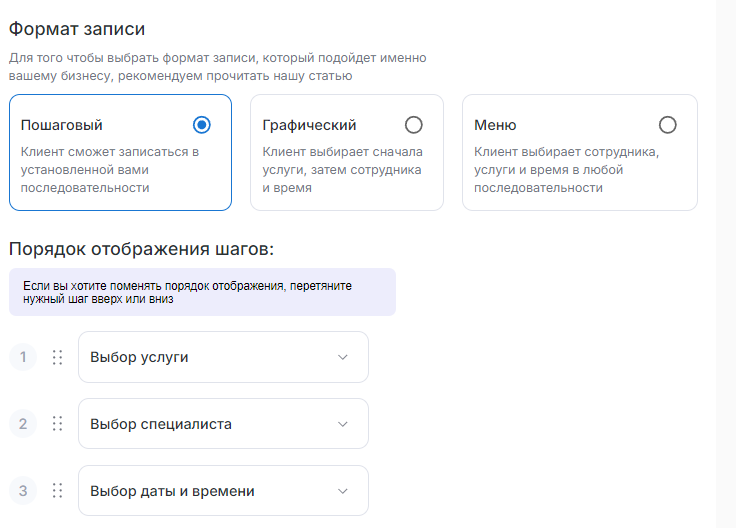 Формат записи
Для того чтобы выбрать формат записи, который подойдет именно
вашему бизнесу, рекомендуем прочитать нашу статью
Пошаговый
Клиент сможет записаться в
установленной вами
последовательности
Графический
Клиент выбирает сначала
услуги, затем сотрудника
и время
Меню
Клиент выбирает сотрудника,
услуги и время в любой
последовательности
Порядок отображения шагов:
Если вы хотите поменять порядок отображения, перетяните
нужный шаг вверх или вниз
1 Выбор услуги
2 Выбор специалиста
3 Выбор даты и времени